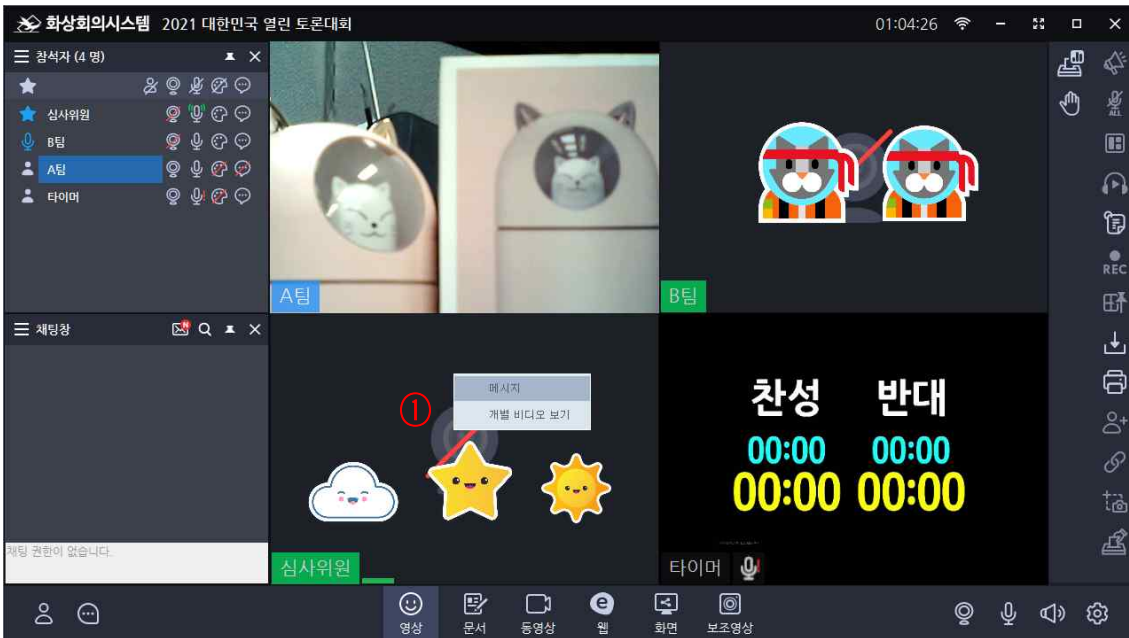 화상회의시스템 2021 대한민국 열린 토론대회
01:04:26
참석자 (4 명)
심사위원
B팀
A팀
타이머
ALL
REC
A팀
B팀
채팅창
N
채팅 권한이 없습니다.
①
메시지
개별 비디오 보기
심사위원
찬성 반대
00:00 00:00
00:00 00:00
타이머
영상 문서 동영상 웹 화면 보조영상